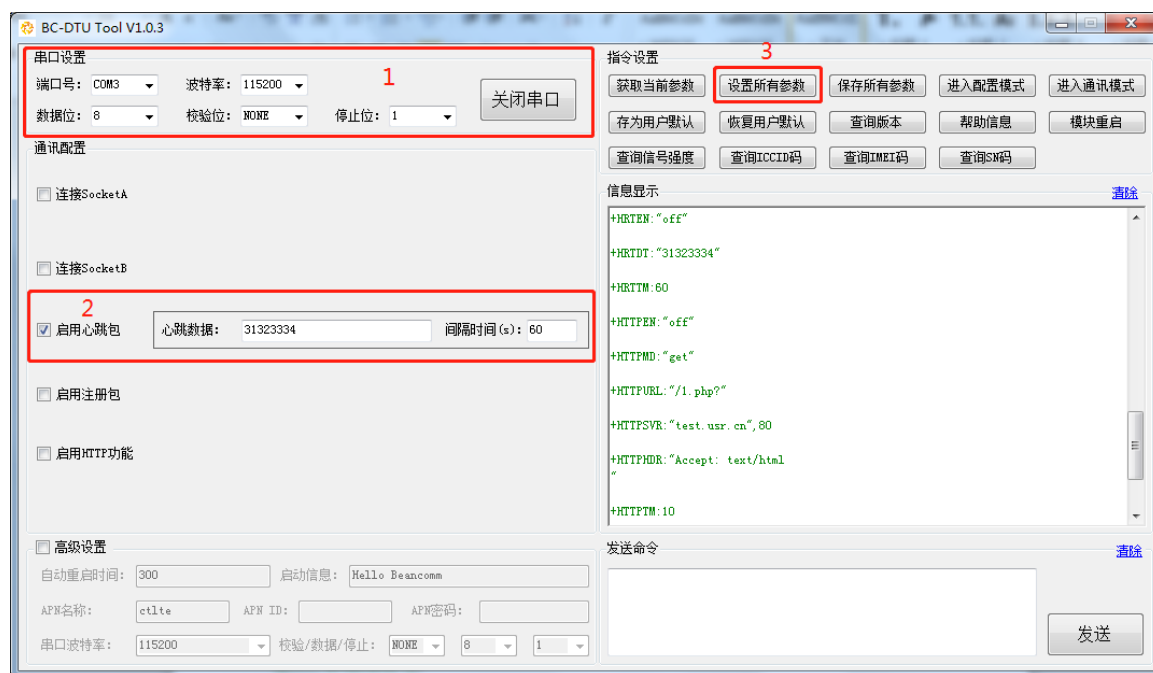 BC-DTU Tool V1.0.3
串口设置
端口号： COM3 波特率： 115200 1 关闭串口
数据位： 8 校验位： NONE 停止位： 1
通讯配置
连接SocketA
连接SocketB
2
启用心跳包 心跳数据： 31323334 间隔时间(s)： 60
启用注册包
启用HTTP功能
高级设置
自动重启时间： 300 启动信息： Hello Beancomm
APN名称： ctlte APN ID： APN密码：
串口波特率： 115200 校验/数据/停止： NONE 8 1
指令设置 3
获取当前参数 设置所有参数 保存所有参数 进入配置模式 进入通讯模式
存为用户默认 恢复用户默认 查询版本 帮助信息 模块重启
查询信号强度 查询ICCID码 查询IMEI码 查询SN码
信息显示 清除
+HRTEN:"off"
+HRTDT:"31323334"
+HRTTM:60
+HTTPEN:"off"
+HTTPMD:"get"
+HTTPURL:"/1.php?"
+HTTPSVR:"test.usr.cn",80
+HTTPHDR:"Accept: text/html
"
+HTTPTM:10
发送命令 清除
发送